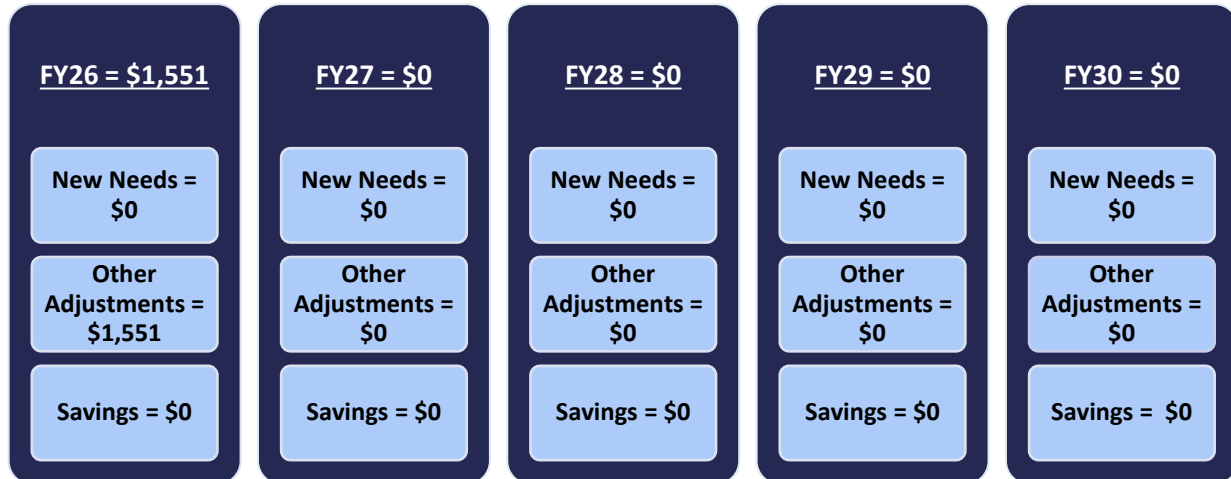 FY26 = $1,551
New Needs =
$0
Other
Adjustments =
$1,551
Savings = $0
FY27 = $0
New Needs =
$0
Other
Adjustments =
$0
Savings = $0
FY28 = $0
New Needs =
$0
Other
Adjustments =
$0
Savings = $0
FY29 = $0
New Needs =
$0
Other
Adjustments =
$0
Savings = $0
FY30 = $0
New Needs =
$0
Other
Adjustments =
$0
Savings =  $0